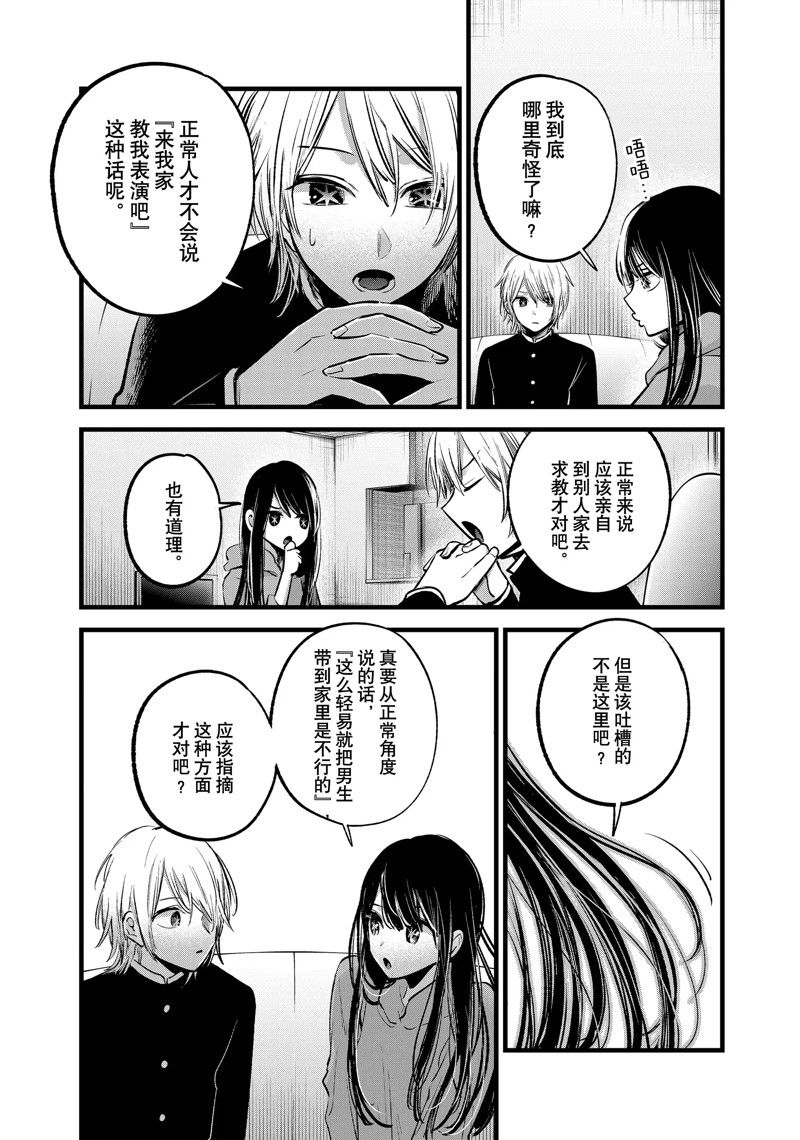 我到底
哪里奇怪了嘛？
唔唔…
正常人才不会说
『来我家
教我表演吧』
这种话呢。
正常来说
应该亲自
到别人家去
求教才对吧。
也有道理。
但是该吐槽的
不是这里吧？
真要从正常角度
说的话，
『这么轻易就把男生
带到家里是不行的』
应该指摘
这种方面
才对吧？